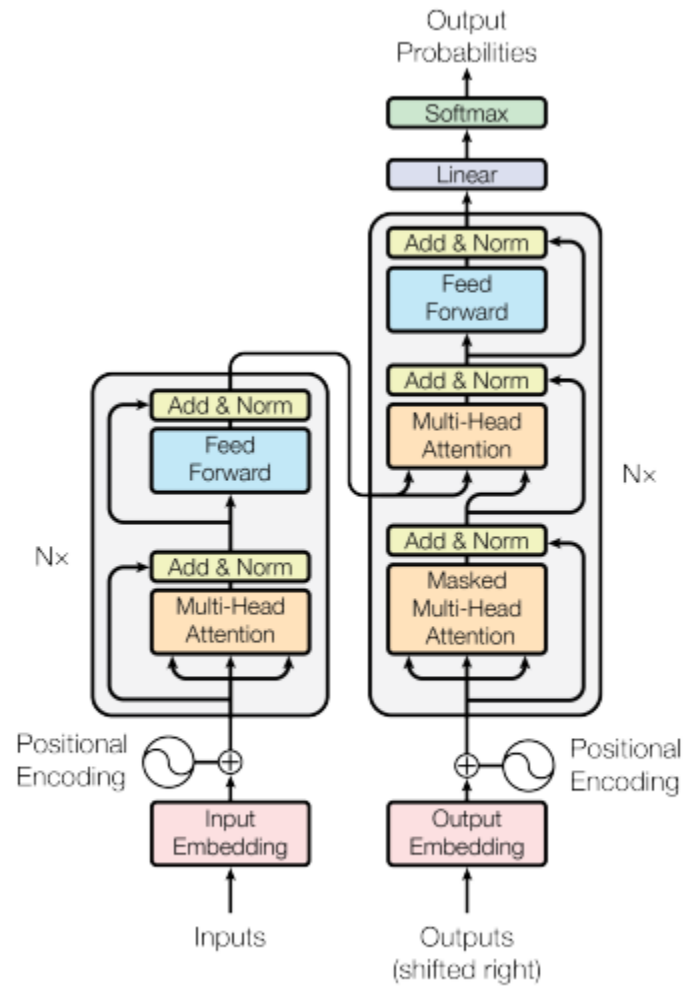 Output
Probabilities
Softmax
Linear
Add & Norm
Feed
Forward
Add & Norm
Multi-Head
Attention
Nx
Add & Norm
Masked
Multi-Head
Attention
Add & Norm
Feed
Forward
Nx
Add & Norm
Multi-Head
Attention
Positional
Encoding
Positional
Encoding
Input
Embedding
Output
Embedding
Inputs
Outputs
(shifted right)